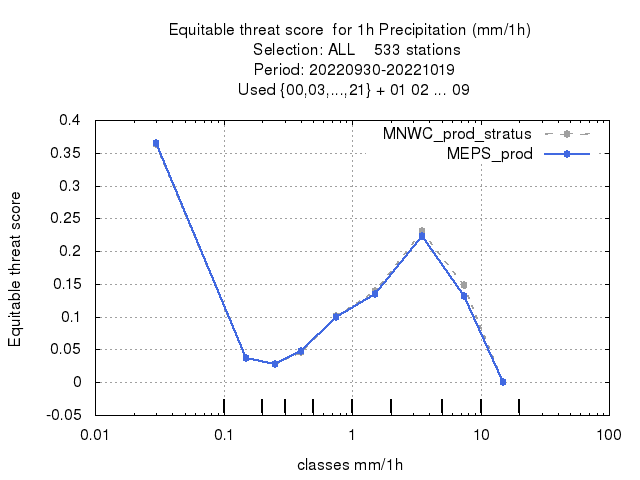 Equitable threat score  for 1h Precipitation (mm/1h)
Selection: ALL    533 stations
Period: 20220930-20221019
Used {00,03,...,21} + 01 02 ... 09
MNWC_prod_stratus
MEPS_prod
Equitable threat score
0.4
0.35
0.3
0.25
0.2
0.15
0.1
0.05
0
-0.05
0.01
0.1
1
10
100
classes mm/1h